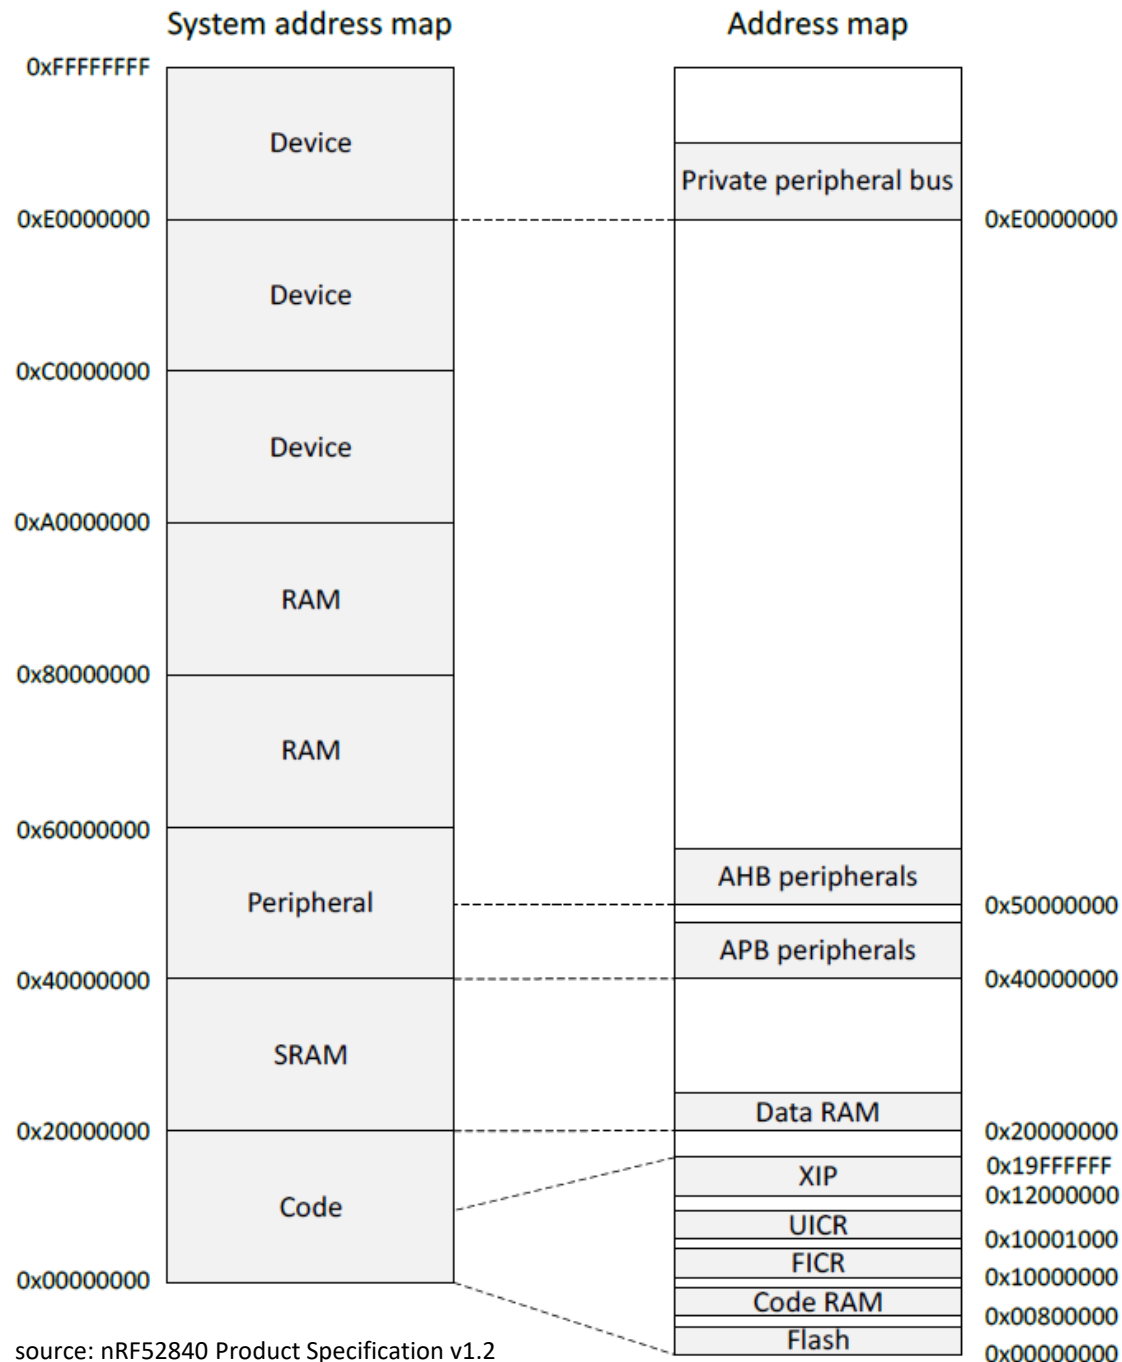 System address map
Address map
0xFFFFFFFF
Device
Private peripheral bus
0xE0000000
0xE0000000
Device
0xC0000000
Device
0xA0000000
RAM
0x80000000
RAM
0x60000000
AHB peripherals
Peripheral
0x50000000
APB peripherals
0x40000000
0x40000000
SRAM
Data RAM
0x20000000
0x20000000
0x19FFFFFF
XIP
0x12000000
Code
UICR
0x10001000
FICR
0x00000000
0x10000000
Code RAM
0x00800000
Flash
source: nRF52840 Product Specification v1.2
0x00000000